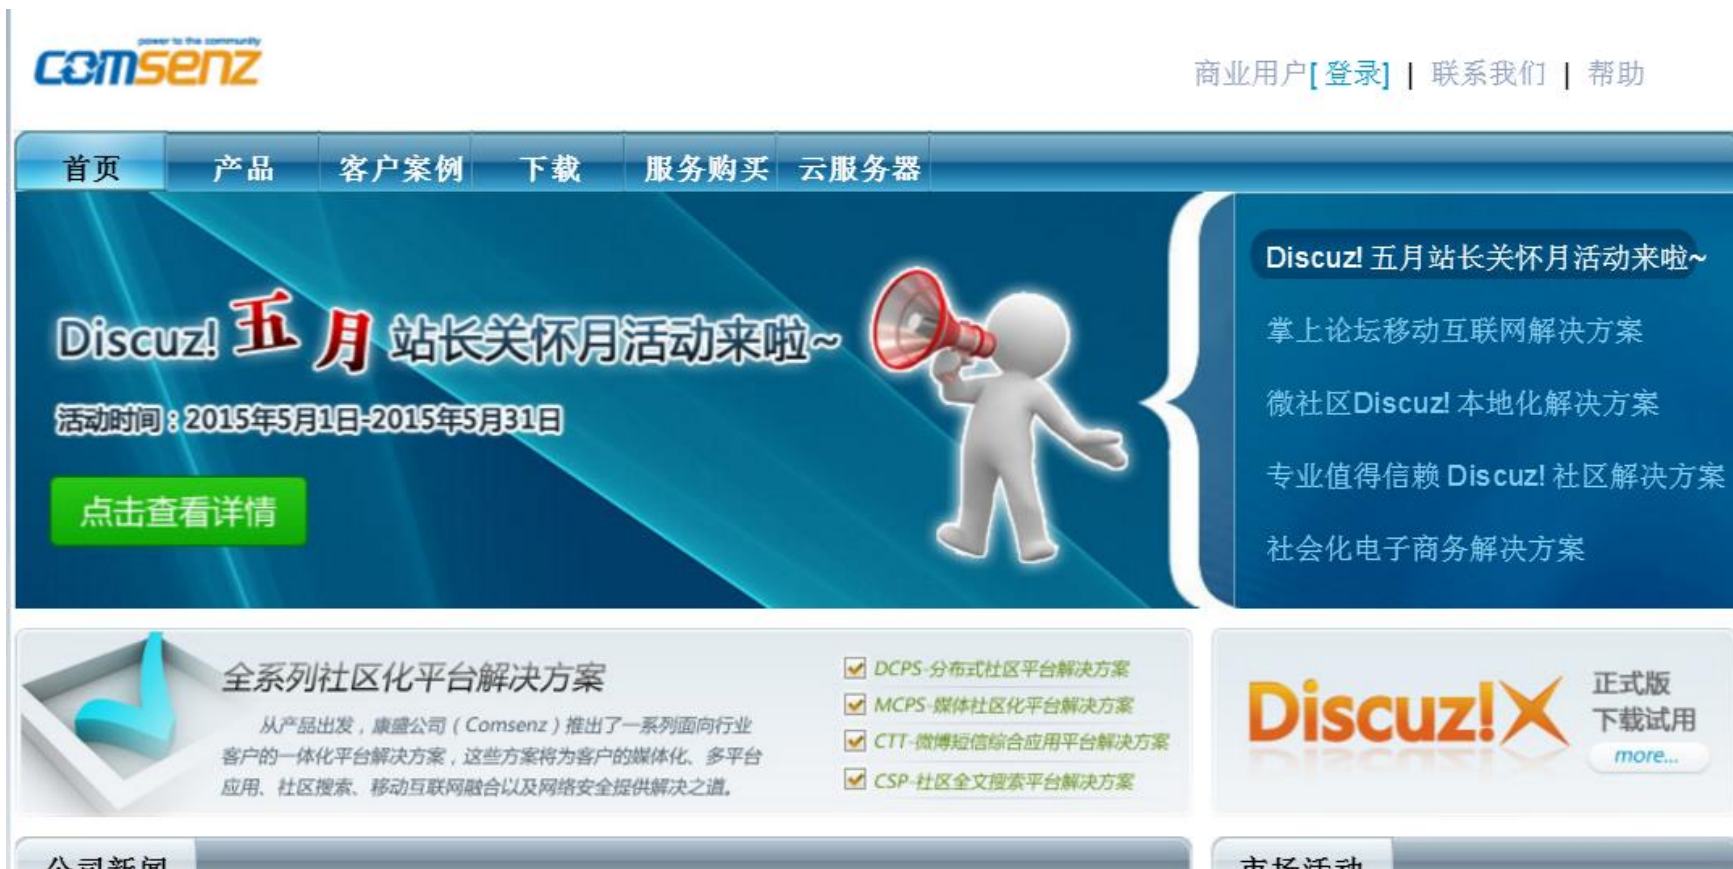 power to the community
comsenz
商业用户[ 登录] | 联系我们 | 帮助
首页 产品 客户案例 下载 服务购买 云服务器
Discuz! 五月 站长关怀月活动来啦~
活动时间：2015年5月1日-2015年5月31日
点击查看详情
Discuz! 五月站长关怀月活动来啦~
掌上论坛移动互联网解决方案
微社区Discuz! 本地化解决方案
专业值得信赖 Discuz! 社区解决方案
社会化电子商务解决方案
全系列社区化平台解决方案
从产品出发，康盛公司（Comsenz）推出了一系列面向行业
客户的一体化平台解决方案，这些方案将为客户的媒体化、多平台
应用、社区搜索、移动互联网融合以及网络安全提供解决之道。
DCPS-分布式社区平台解决方案
MCPS-媒体社区化平台解决方案
CTT-微博短信综合应用平台解决方案
CSP-社区全文搜索平台解决方案
Discuz!X
正式版
下载试用
more...
公司新闻
市场活动